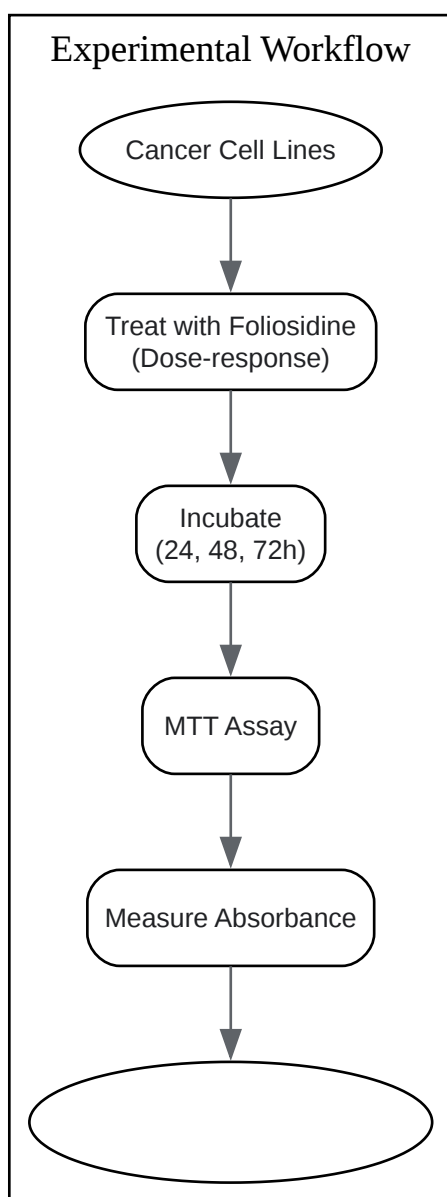 Experimental Workflow
Cancer Cell Lines
Treat with Foliosidine
(Dose-response)
Incubate
(24, 48, 72h)
MTT Assay
Measure Absorbance